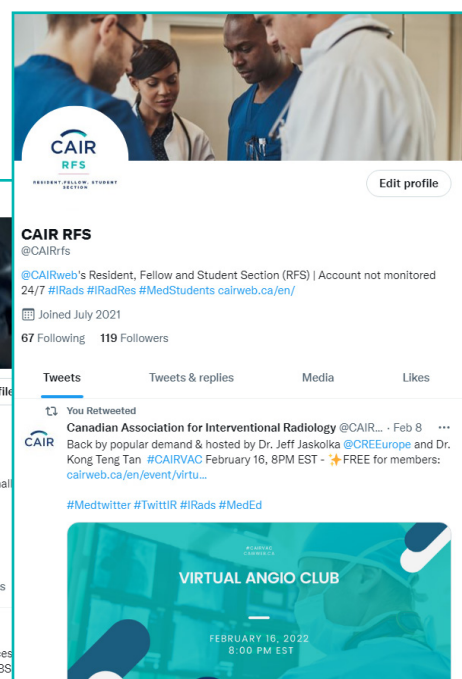 CAIR
RFS
RESIDENT, FELLOW, STUDENT
SECTION
Edit profile
CAIR RFS
@CAIRrfs
@CAIRweb's Resident, Fellow and Student Section (RFS) | Account not monitored
24/7 #IRads #IRadRes #MedStudents cairweb.ca/en/
Joined July 2021
67 Following 119 Followers
Tweets Tweets & replies Media Likes
You Retweeted
CAIR
Canadian Association for Interventional Radiology @CAIR... · Feb 8 ...
Back by popular demand & hosted by Dr. Jeff Jaskolka @CREEurope and Dr.
Kong Teng Tan #CAIRVAC February 16, 8PM EST - ✨FREE for members:
cairweb.ca/en/event/virtu...
#Medtwitter #TwittIR #IRads #MedEd
#CAIRVAC
VIRTUAL ANGIO CLUB
FEBRUARY 16, 2022
8:00 PM EST